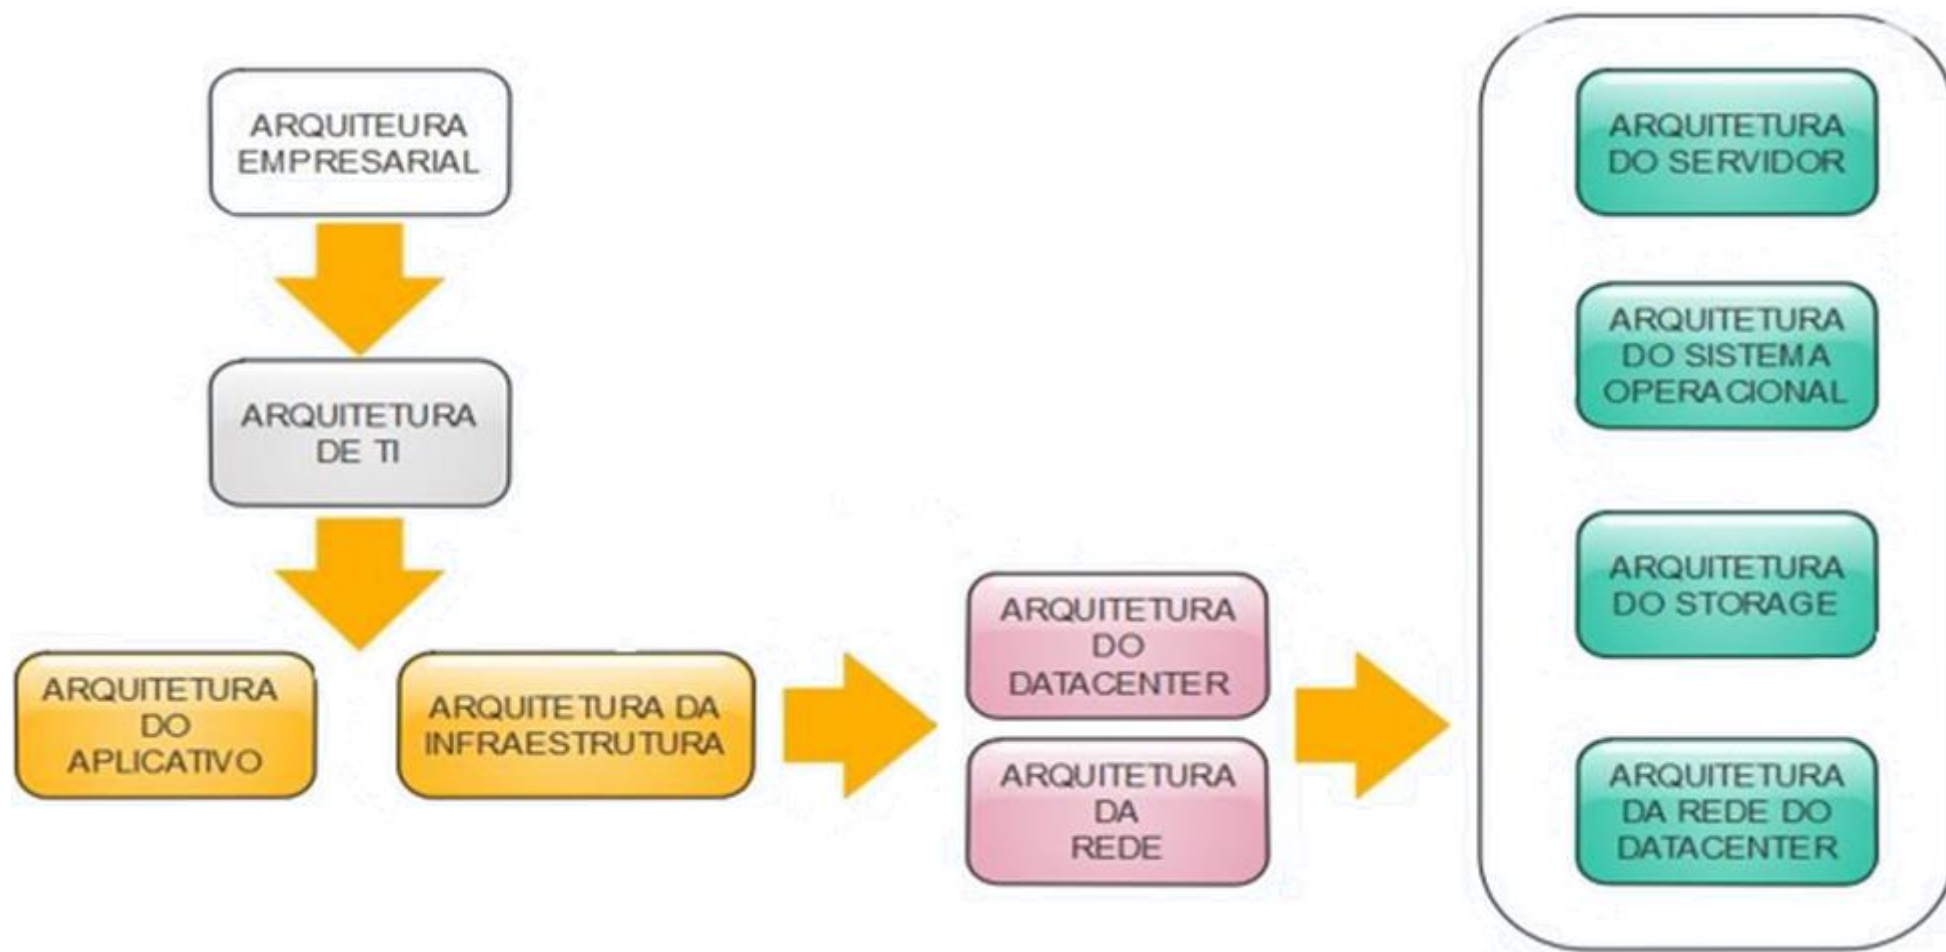 ARQUITEURA
EMPRESARIAL
ARQUITETURA
DE TI
ARQUITETURA
DO
APLICATIVO
ARQUITETURA DA
INFRAESTRUTURA
ARQUITETURA
DO
DATACENTER
ARQUITETURA
DA
REDE
ARQUITETURA
DO SERVIDOR
ARQUITETURA
DO SISTEMA
OPERACIONAL
ARQUITETURA
DO STORAGE
ARQUITETURA
DA REDE DO
DATACENTER